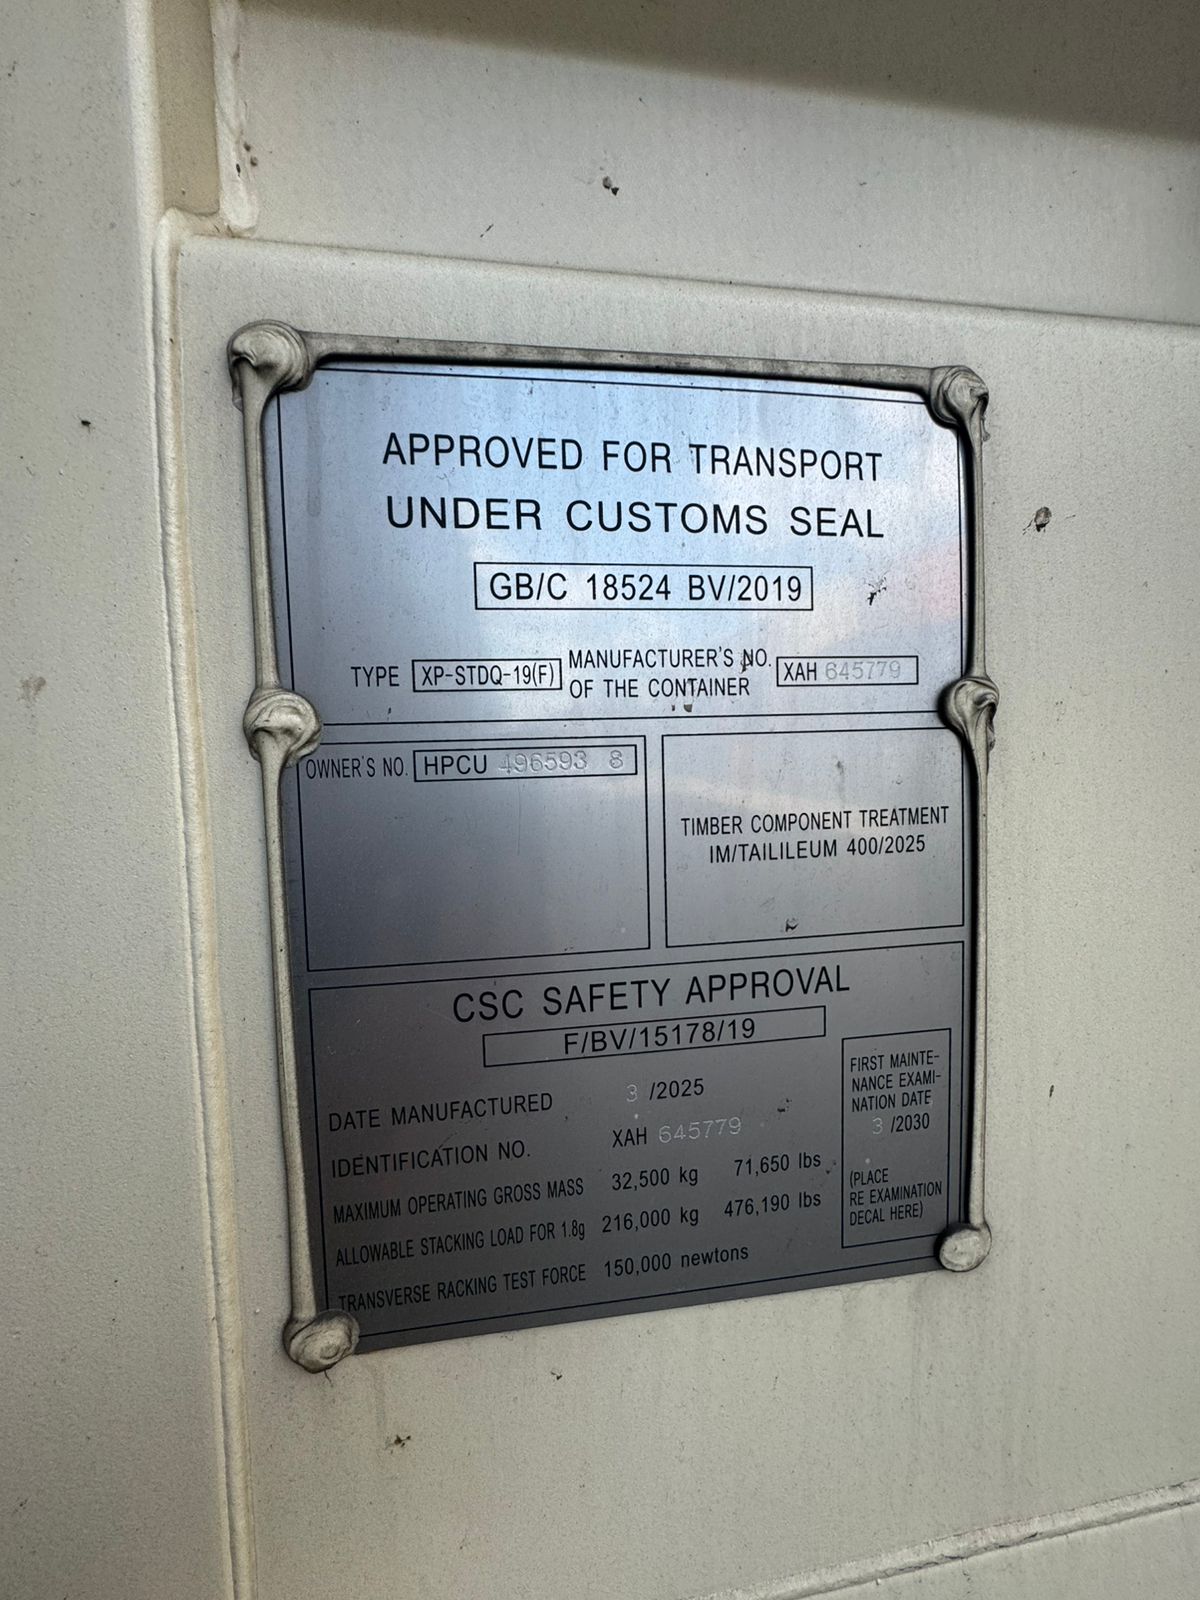 APPROVED FOR TRANSPORT
UNDER CUSTOMS SEAL
GB/C 18524 BV/2019
TYPE XP-STDQ-19(F) MANUFACTURER'S NO. OF THE CONTAINER XAH 645779
OWNER'S NO. HPCU 496593 8
TIMBER COMPONENT TREATMENT
IM/TAILILEUM 400/2025
CSC SAFETY APPROVAL
F/BV/15178/19
DATE MANUFACTURED 3 /2025
IDENTIFICATION NO. XAH 645779
MAXIMUM OPERATING GROSS MASS 32,500 kg 71,650 lbs
ALLOWABLE STACKING LOAD FOR 1.8g 216,000 kg 476,190 lbs
TRANSVERSE RACKING TEST FORCE 150,000 newtons
FIRST MAINTE-
NANCE EXAMI-
NATION DATE
3 /2030
(PLACE
RE EXAMINATION
DECAL HERE)